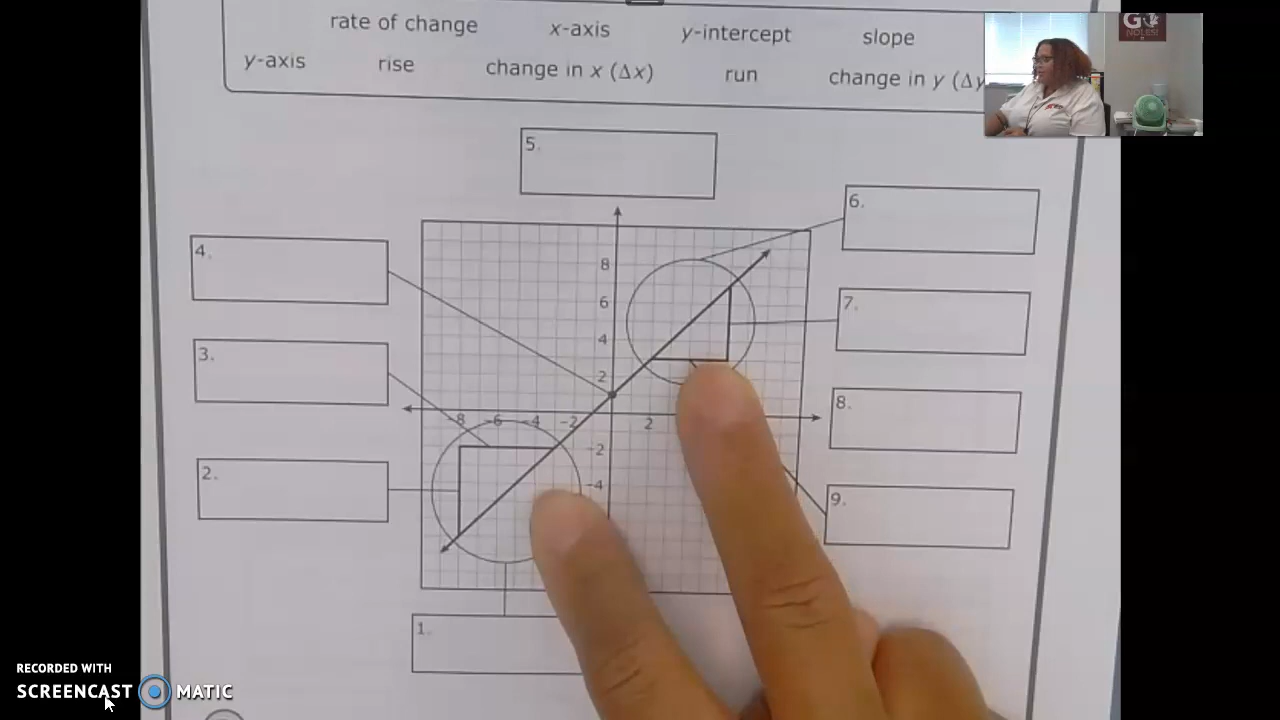 rate of change x-axis y-intercept slope
y-axis rise change in x (Δx) run change in y (Δy
5.
6.
4.
8
7.
6
4
3.
2
8.
-8 -6 -4 -2 2
-2
2.
-4
9.
1.
G
NOLES!
RECORDED WITH
SCREENCAST MATIC